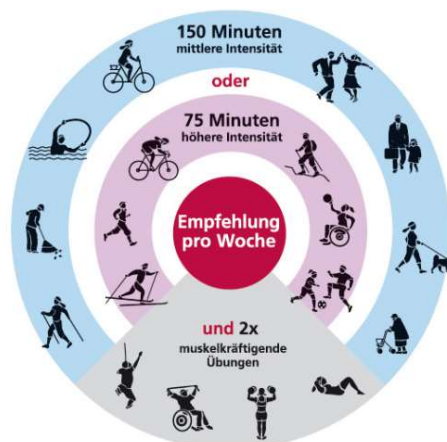 150 Minuten
mittlere Intensität
oder
75 Minuten
höhere Intensität
Empfehlung
pro Woche
und 2x
muskelkräftigende
Übungen